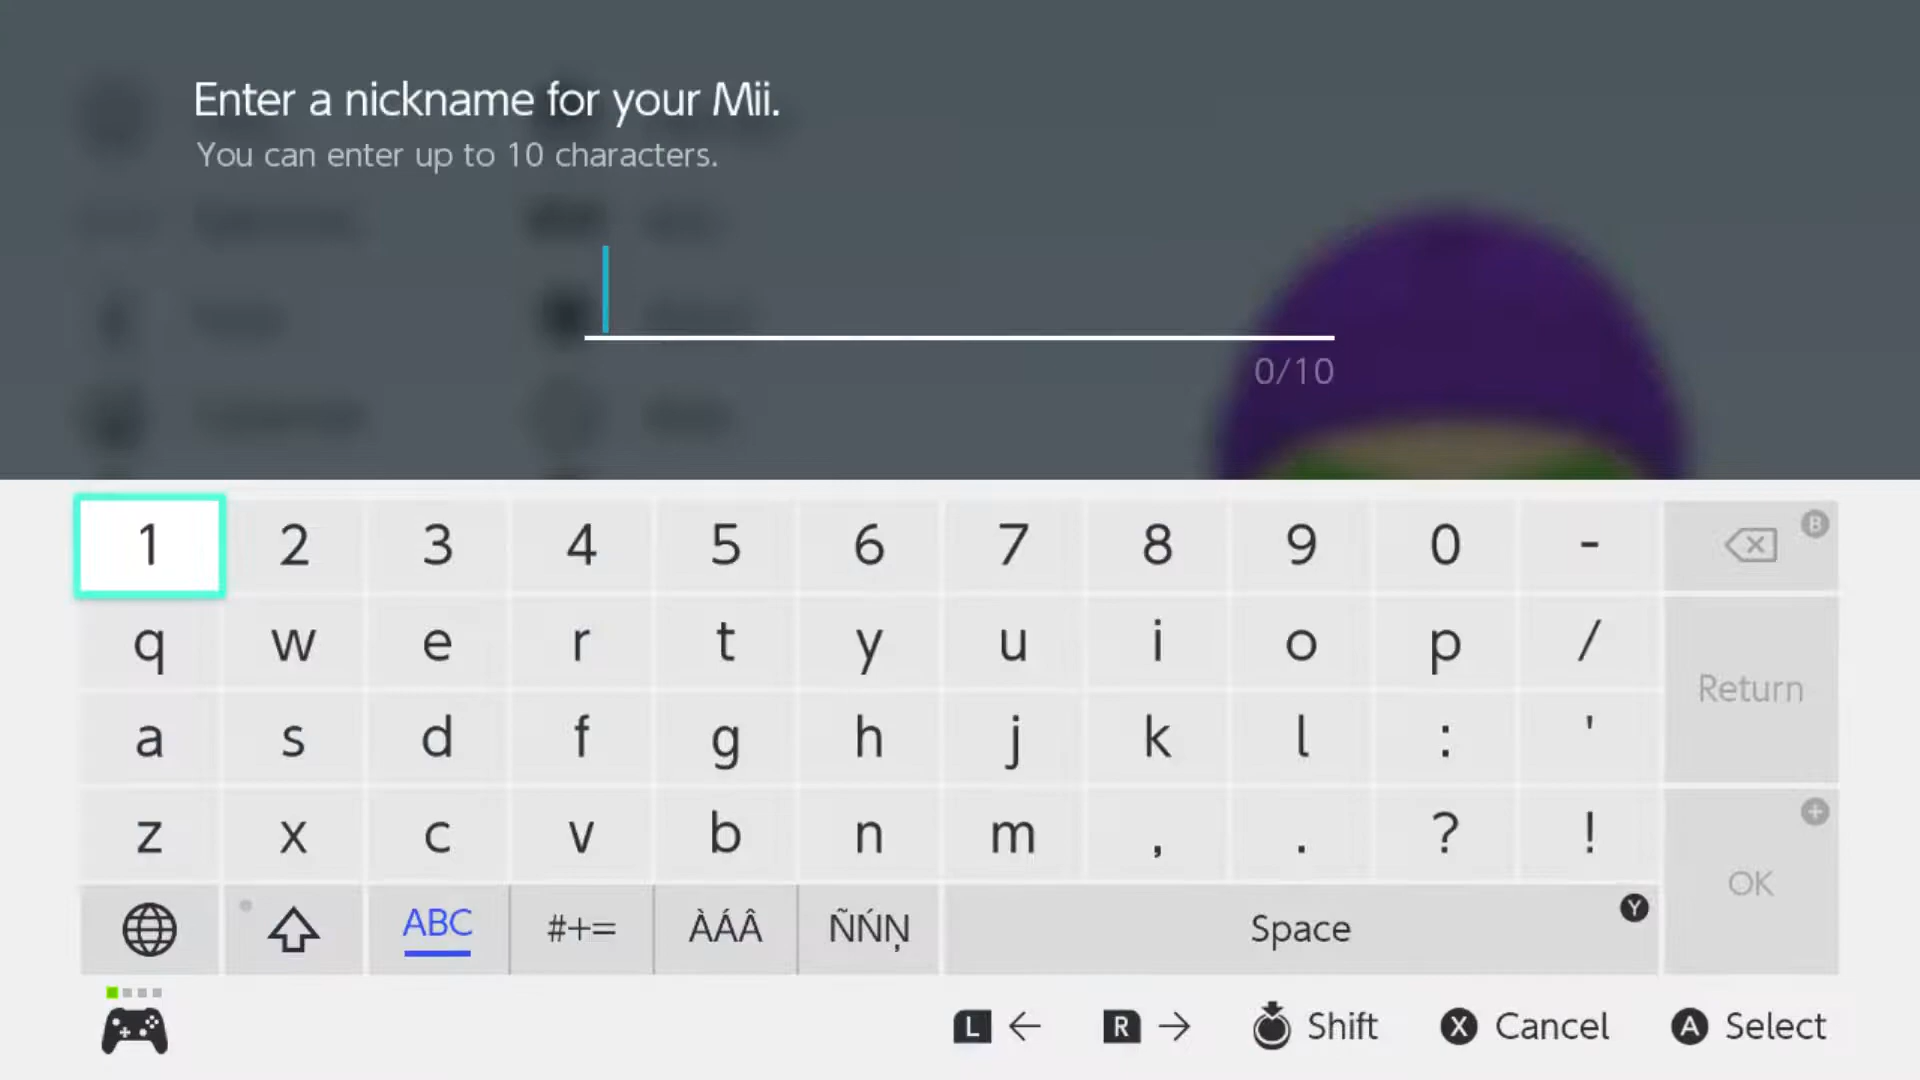 Enter a nickname for your Mii.
You can enter up to 10 characters.
0/10
1 2 3 4 5 6 7 8 9 0 - B
q w e r t y u i o p /
Return
a s d f g h j k l : '
z x c v b n m , . ? ! +
OK
ABC #+= ÀÁÂ ÑŃŅ Space Y
L ← R → Shift X Cancel A Select